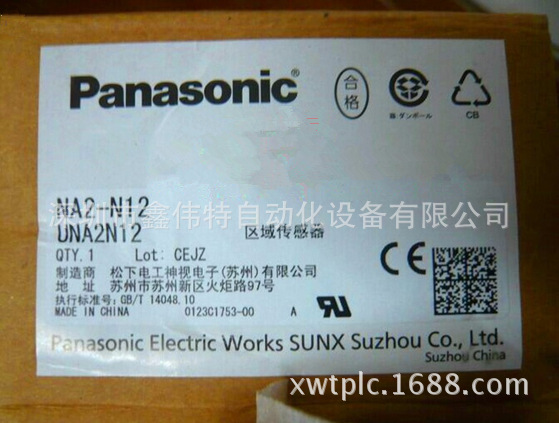 Panasonic®
合格
段ダンボール
CB
NA2-N12
深圳市鑫伟特自动化设备有限公司
UNA2N12
区域传感器
QTY.1 Lot: CEJZ
制造商 松下电工神视电子(苏州)有限公司
地 址 苏州市苏州新区火炬路97号
执行标准号: GB/T 14048.10
MADE IN CHINA 0123C1753-00 A
CE
Panasonic Electric Works SUNX Suzhou Co., Ltd.
Suzhou China
xwtplc.1688.com